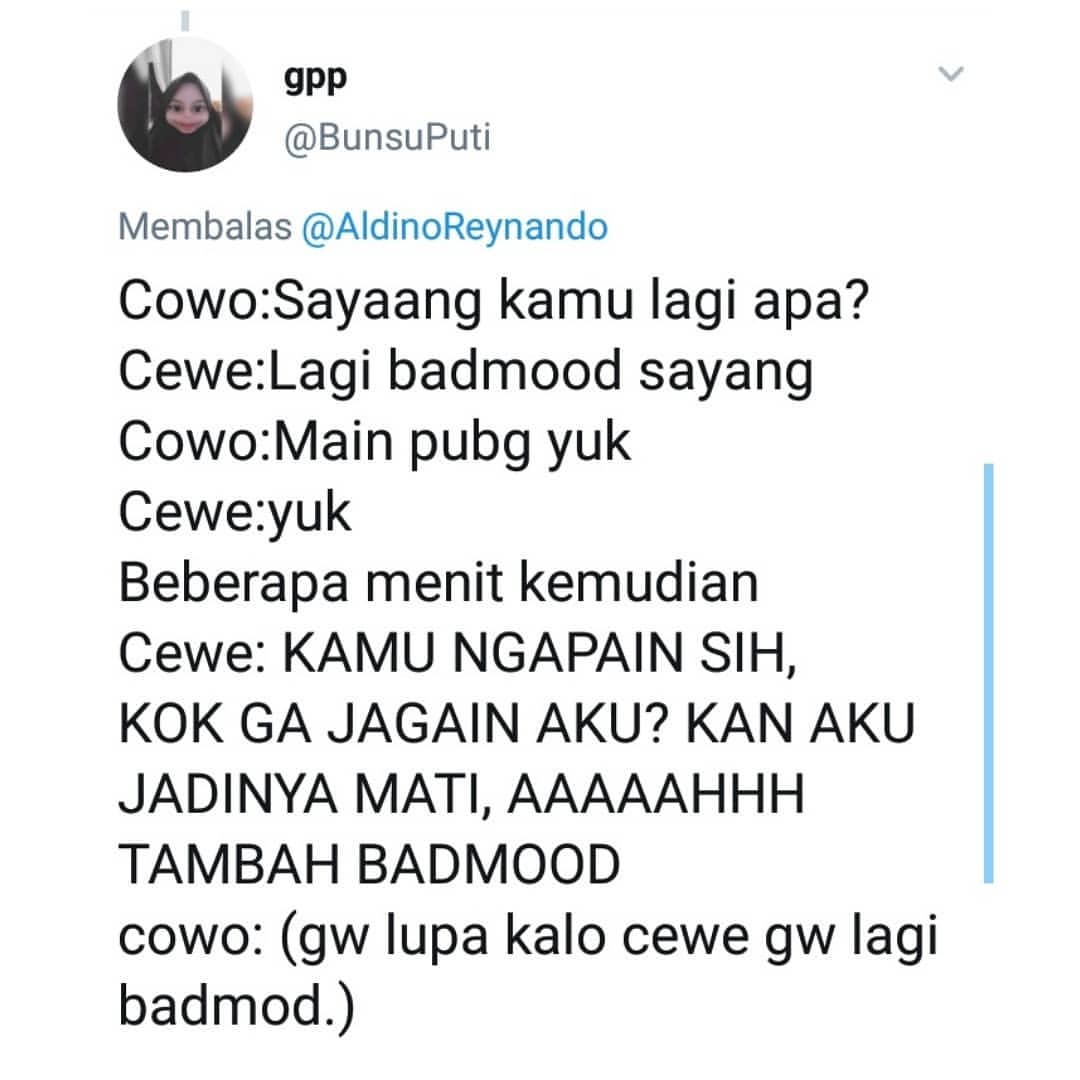 gpp
@BunsuPuti
Membalas @AldinoReynando
Cowo:Sayaang kamu lagi apa?
Cewe:Lagi badmood sayang
Cowo:Main pubg yuk
Cewe:yuk
Beberapa menit kemudian
Cewe: KAMU NGAPAIN SIH,
KOK GA JAGAIN AKU? KAN AKU
JADINYA MATI, AAAAAHHH
TAMBAH BADMOOD
cowo: (gw lupa kalo cewe gw lagi
badmod.)